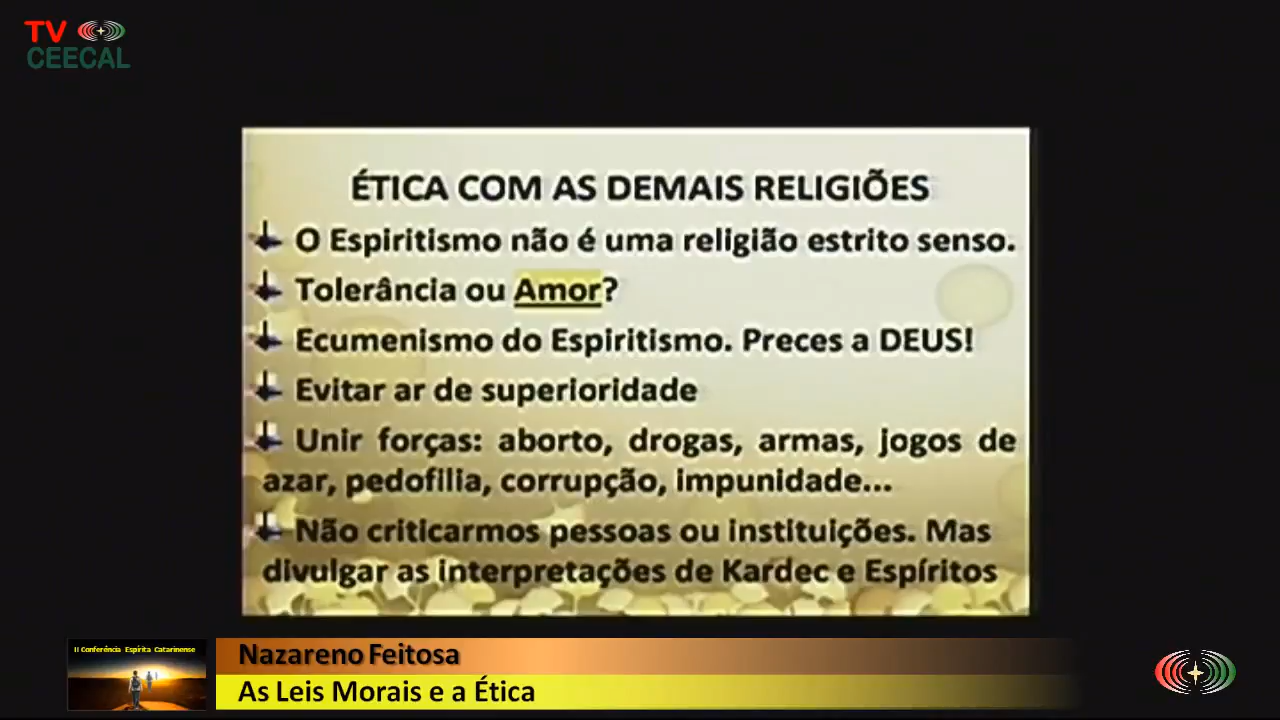 TV
CEECAL
ÉTICA COM AS DEMAIS RELIGIÕES
O Espiritismo não é uma religião estrito senso.
Tolerância ou Amor?
Ecumenismo do Espiritismo. Preces a DEUS!
Evitar ar de superioridade
Unir forças: aborto, drogas, armas, jogos de
azar, pedofilia, corrupção, impunidade...
Não criticarmos pessoas ou instituições. Mas
divulgar as interpretações de Kardec e Espíritos
II Conferência Espírita Catarinense
Nazareno Feitosa
As Leis Morais e a Ética